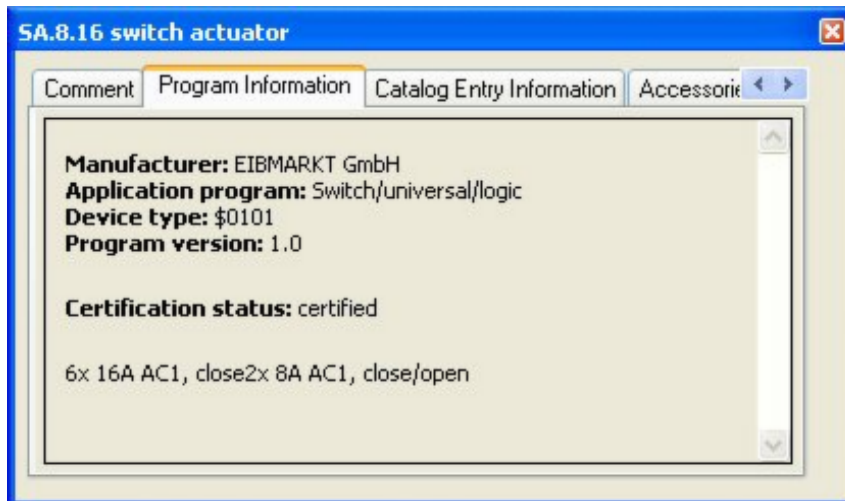 SA.8.16 switch actuator
Comment Program Information Catalog Entry Information Accessorie
Manufacturer: EIBMARKT GmbH
Application program: Switch/universal/logic
Device type: $0101
Program version: 1.0
Certification status: certified
6x 16A AC1, close2x 8A AC1, close/open